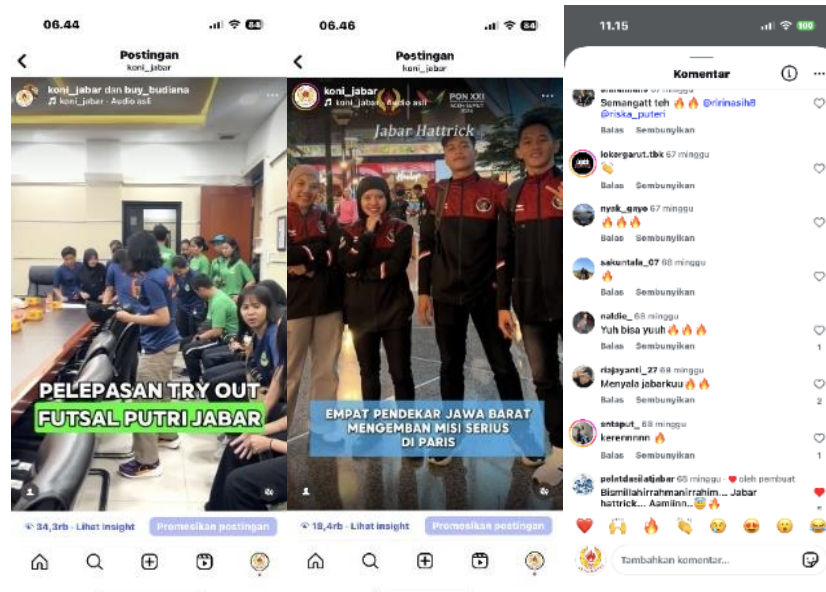 06.44
84
Postingan
koni_jabar
koni_jabar dan buy_budiana
koni_jabar · Audio asli
PELEPASAN TRY OUT
FUTSAL PUTRI JABAR
34,3rb · Lihat insight
Promosikan postingan
06.46
84
Postingan
koni_jabar
koni_jabar
koni_jabar · Audio asli
PON XXI
Jabar Hattrick
EMPAT PENDEKAR JAWA BARAT
MENGEMBAN MISI SERIUS
DI PARIS
18,4rb · Lihat insight
Promosikan postingan
11.15
100
Komentar
Semangatt teh 🔥🔥 @ririnasih8
@riska_puteri
Balas Sembunyikan
lokergarut.tbk 67 minggu
👏
Balas Sembunyikan
nyak_gayo 67 minggu
🔥🔥🔥
Balas Sembunyikan
sakuntala_07 68 minggu
🔥
Balas Sembunyikan
naldie_ 68 minggu
Yuh bisa yuuh🔥🔥🔥
Balas Sembunyikan
1
riajayanti_27 68 minggu
Menyala jabarkuu🔥🔥
Balas Sembunyikan
2
sntaput_ 68 minggu
kerennnnn 🔥
Balas Sembunyikan
1
pelatdasilatjabar 68 minggu · ❤️ oleh pembuat
Bismillahirrahmanirrahim... Jabar
hattrick... Aamiinn..😇🔥
Tambahkan komentar...